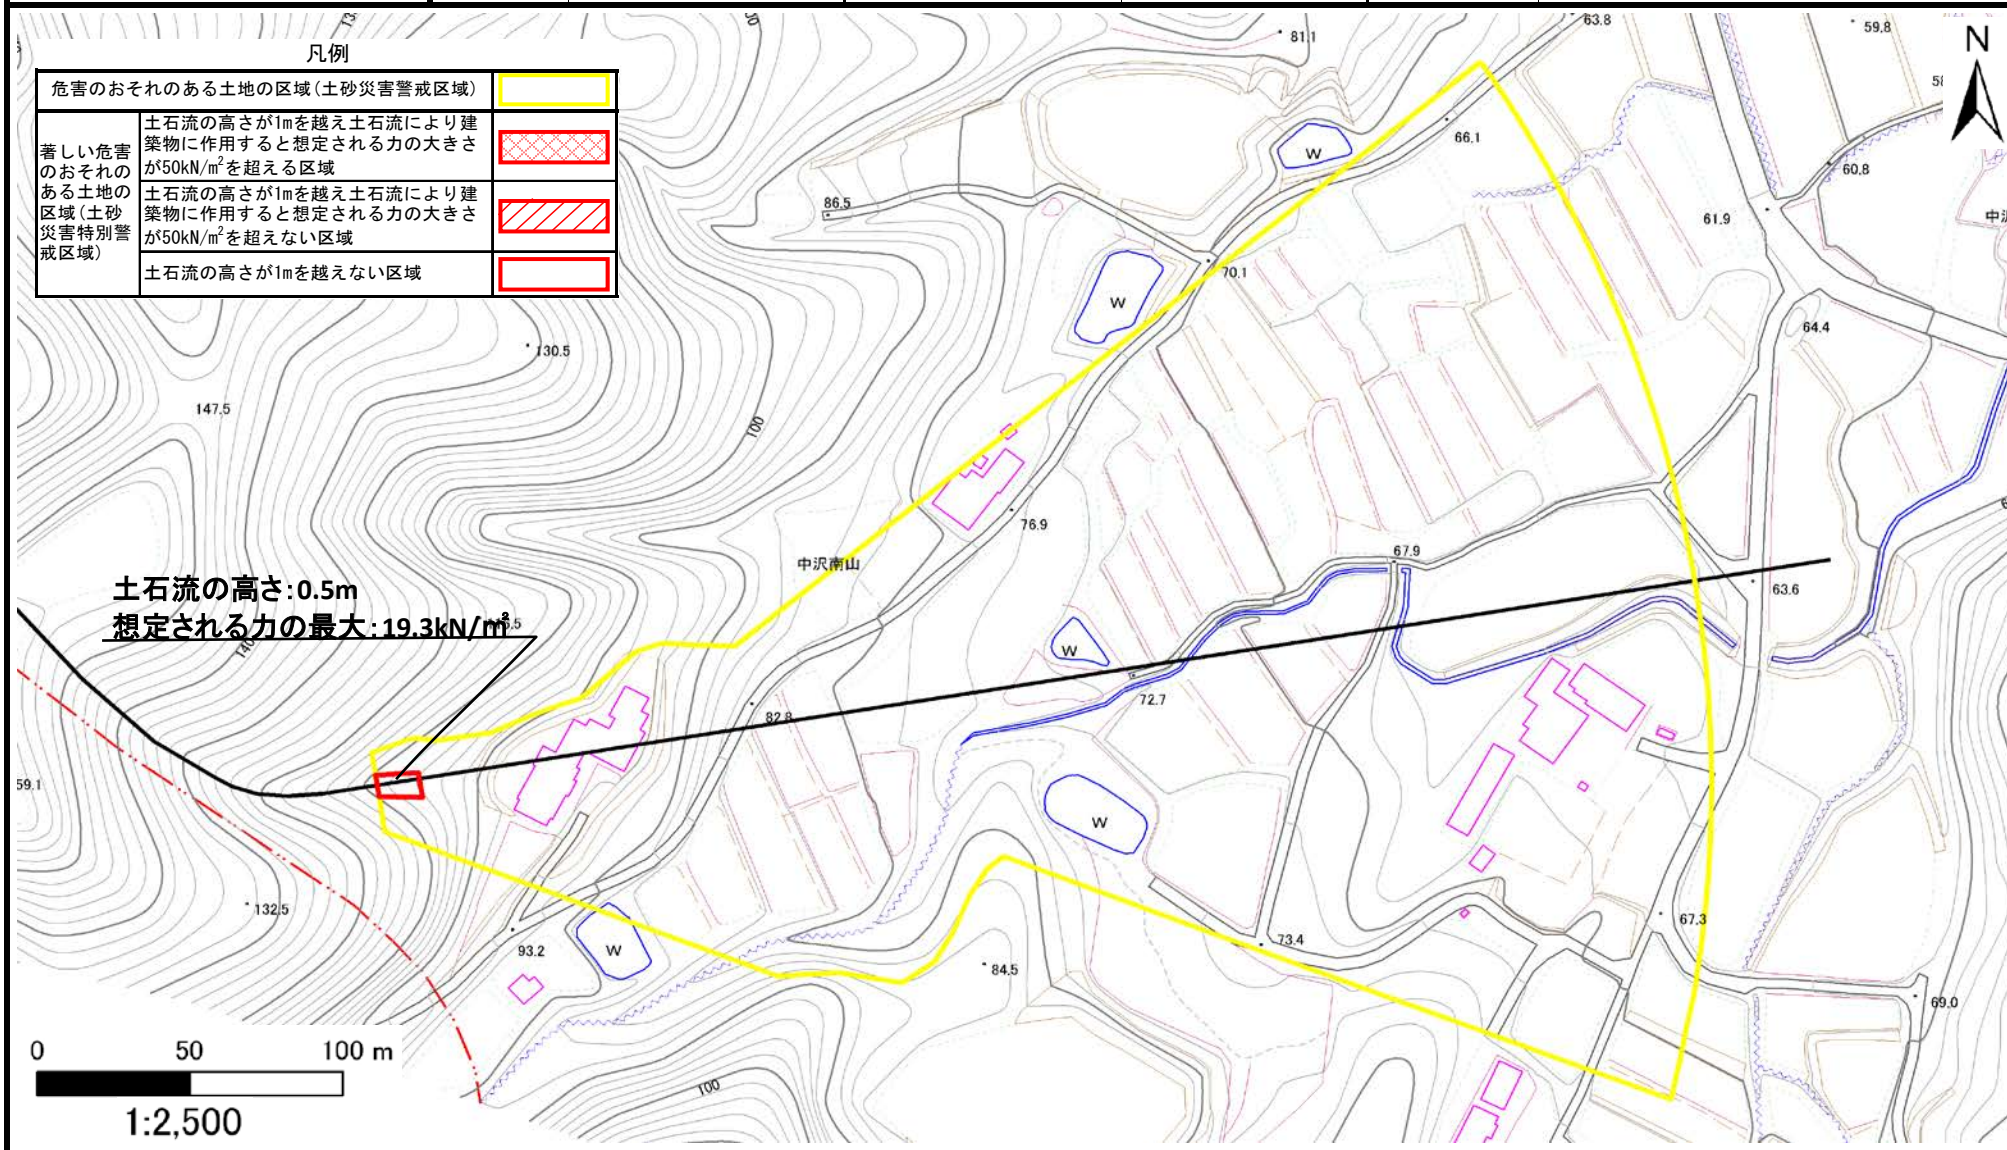 凡例
危害のおそれのある土地の区域(土砂災害警戒区域)
著しい危害
のおそれの
ある土地の
区域(土砂
災害特別警
戒区域)
土石流の高さが1mを越え土石流により建
築物に作用すると想定される力の大きさ
が50kN/m²を超える区域
土石流の高さが1mを越え土石流により建
築物に作用すると想定される力の大きさ
が50kN/m²を超えない区域
土石流の高さが1mを越えない区域
N
81.1
63.8
59.8
66.1
60.8
W
86.5
61.9
70.1
W
64.4
130.5
147.5
100
76.9
中沢南山
67.9
63.6
土石流の高さ:0.5m
想定される力の最大:19.3kN/m²
W
72.7
82.8
59.1
W
132.5
67.3
93.2
W
73.4
84.5
69.0
100
0 50 100 m
1:2,500